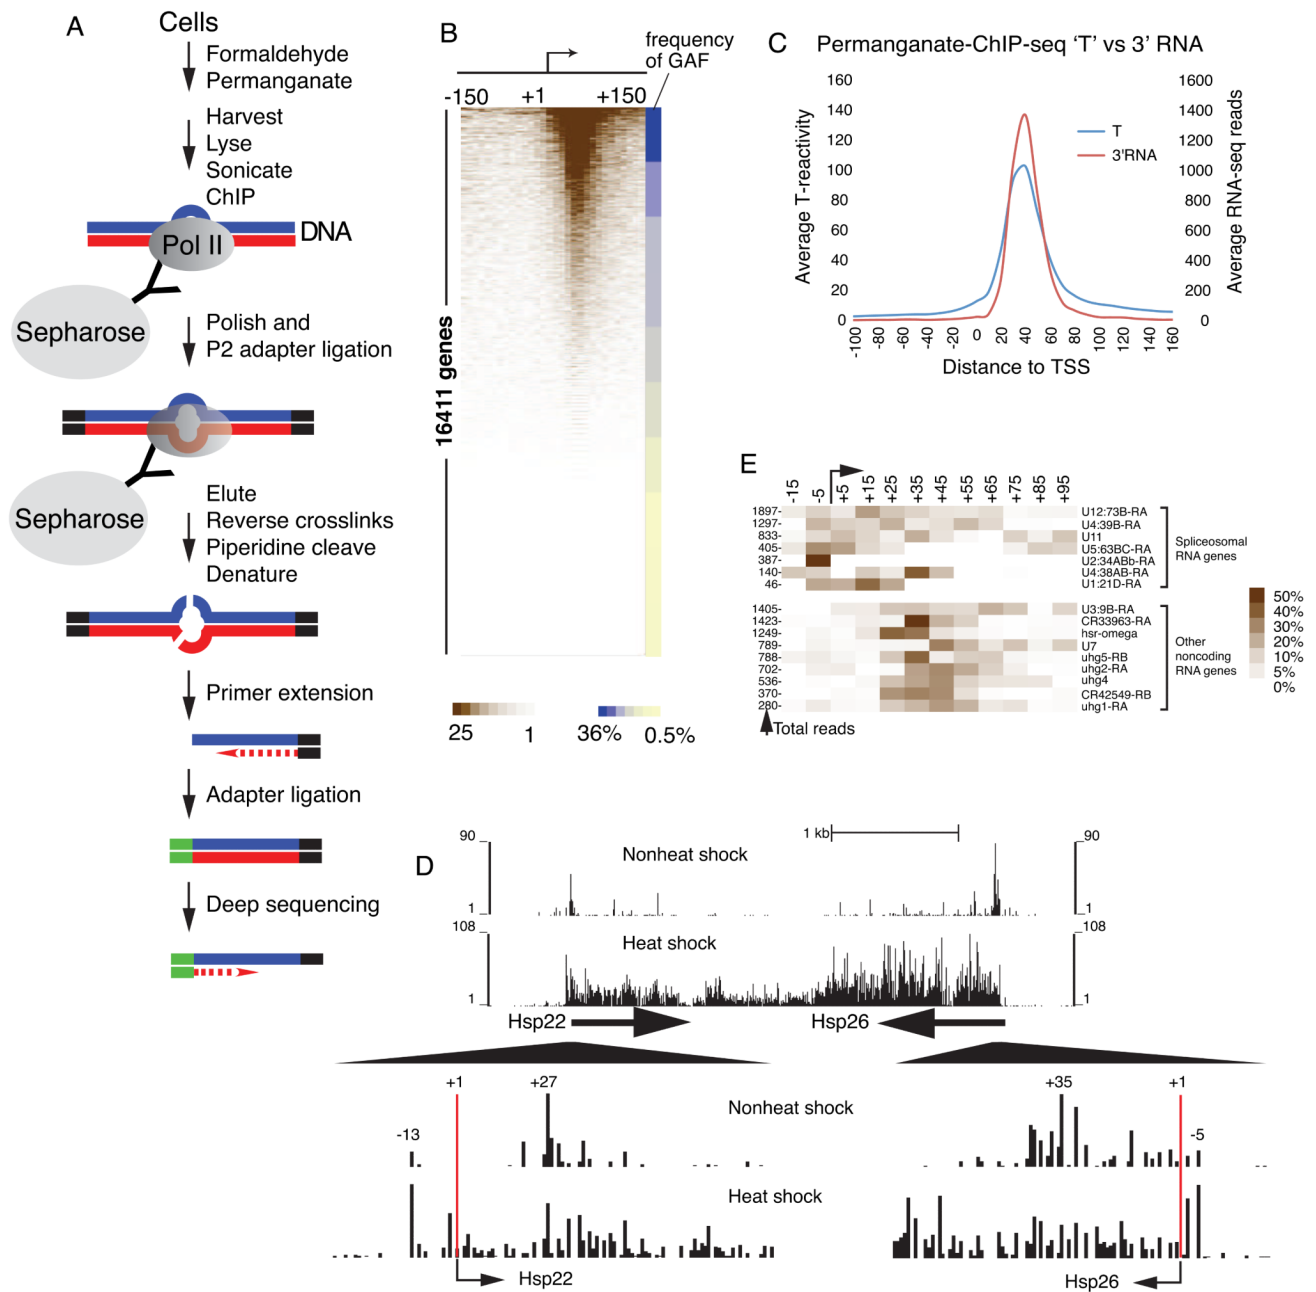 A
Cells
Formaldehyde
Permanganate
Harvest
Lyse
Sonicate
ChIP
DNA
Pol II
Sepharose
Polish and
P2 adapter ligation
Sepharose
Elute
Reverse crosslinks
Piperidine cleave
Denature
Primer extension
Adapter ligation
Deep sequencing
B
frequency
of GAF
-150 +1 +150
16411 genes
25 1 36% 0.5%
C Permanganate-ChIP-seq ‘T’ vs 3’ RNA
Average T-reactivity
160
140
120
100
80
60
40
20
0
1600
1400
1200
1000
800
600
400
200
0
Average RNA-seq reads
T
3'RNA
-100 -80 -60 -40 -20 0 20 40 60 80 100 120 140 160
Distance to TSS
E
-15 -5 +5 +15 +25 +35 +45 +55 +65 +75 +85 +95
1897- U12:73B-RA
1297- U4:39B-RA
833- U11
405- U5:63BC-RA
387- U2:34ABb-RA
140- U4:38AB-RA
46- U1:21D-RA
Spliceosomal
RNA genes
1405- U3:9B-RA
1423- CR33963-RA
1249- hsr-omega
789- U7
788- uhg5-RB
702- uhg2-RA
536- uhg4
370- CR42549-RB
280- uhg1-RA
Other
noncoding
RNA genes
50%
40%
30%
20%
10%
5%
0%
Total reads
D
1 kb
90 90
Nonheat shock
1 1
108 108
Heat shock
1 1
Hsp22 Hsp26
+1 +27 +35 +1
Nonheat shock
-13 -5
Heat shock
Hsp22 Hsp26